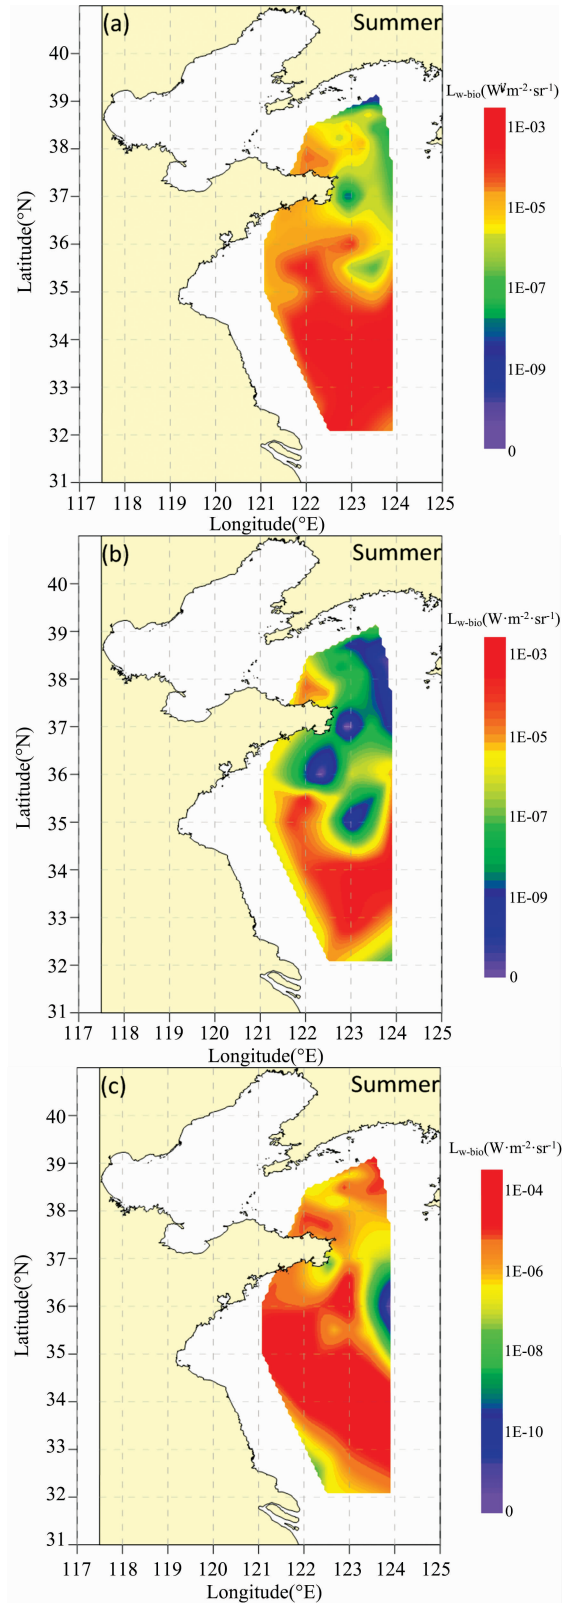 (a) Summer
40
39
38
37
36
35
34
33
32
31
Latitude(°N)
117 118 119 120 121 122 123 124 125
Longitude(°E)
Lw-bio(W·m-2·sr-1)
1E-03
1E-05
1E-07
1E-09
0
(b) Summer
40
39
38
37
36
35
34
33
32
31
Latitude(°N)
117 118 119 120 121 122 123 124 125
Longitude(°E)
Lw-bio(W·m-2·sr-1)
1E-03
1E-05
1E-07
1E-09
0
(c) Summer
40
39
38
37
36
35
34
33
32
31
Latitude(°N)
117 118 119 120 121 122 123 124 125
Longitude(°E)
Lw-bio(W·m-2·sr-1)
1E-04
1E-06
1E-08
1E-10
0